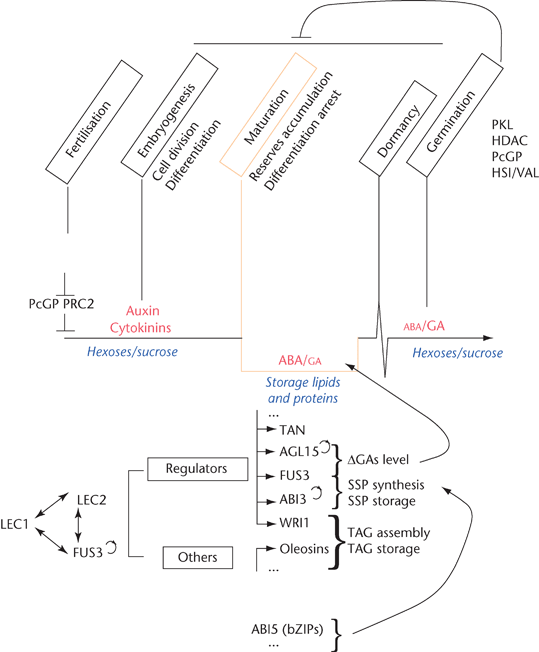 Fertilisation
Embryogenesis
Cell division
Differentiation
Maturation
Reserves accumulation
Differentiation arrest
Dormancy
Germination
PKL
HDAC
PcGP
HSI/VAL
PcGP PRC2
Auxin
Cytokinins
Hexoses/sucrose
ABA/GA
Storage lipids
and proteins
ABA/GA
Hexoses/sucrose
...
TAN
AGL15
FUS3
ABI3
WRI1
Oleosins
...
Regulators
Others
LEC1
LEC2
FUS3
ΔGAs level
SSP synthesis
SSP storage
TAG assembly
TAG storage
ABI5 (bZIPs)
...